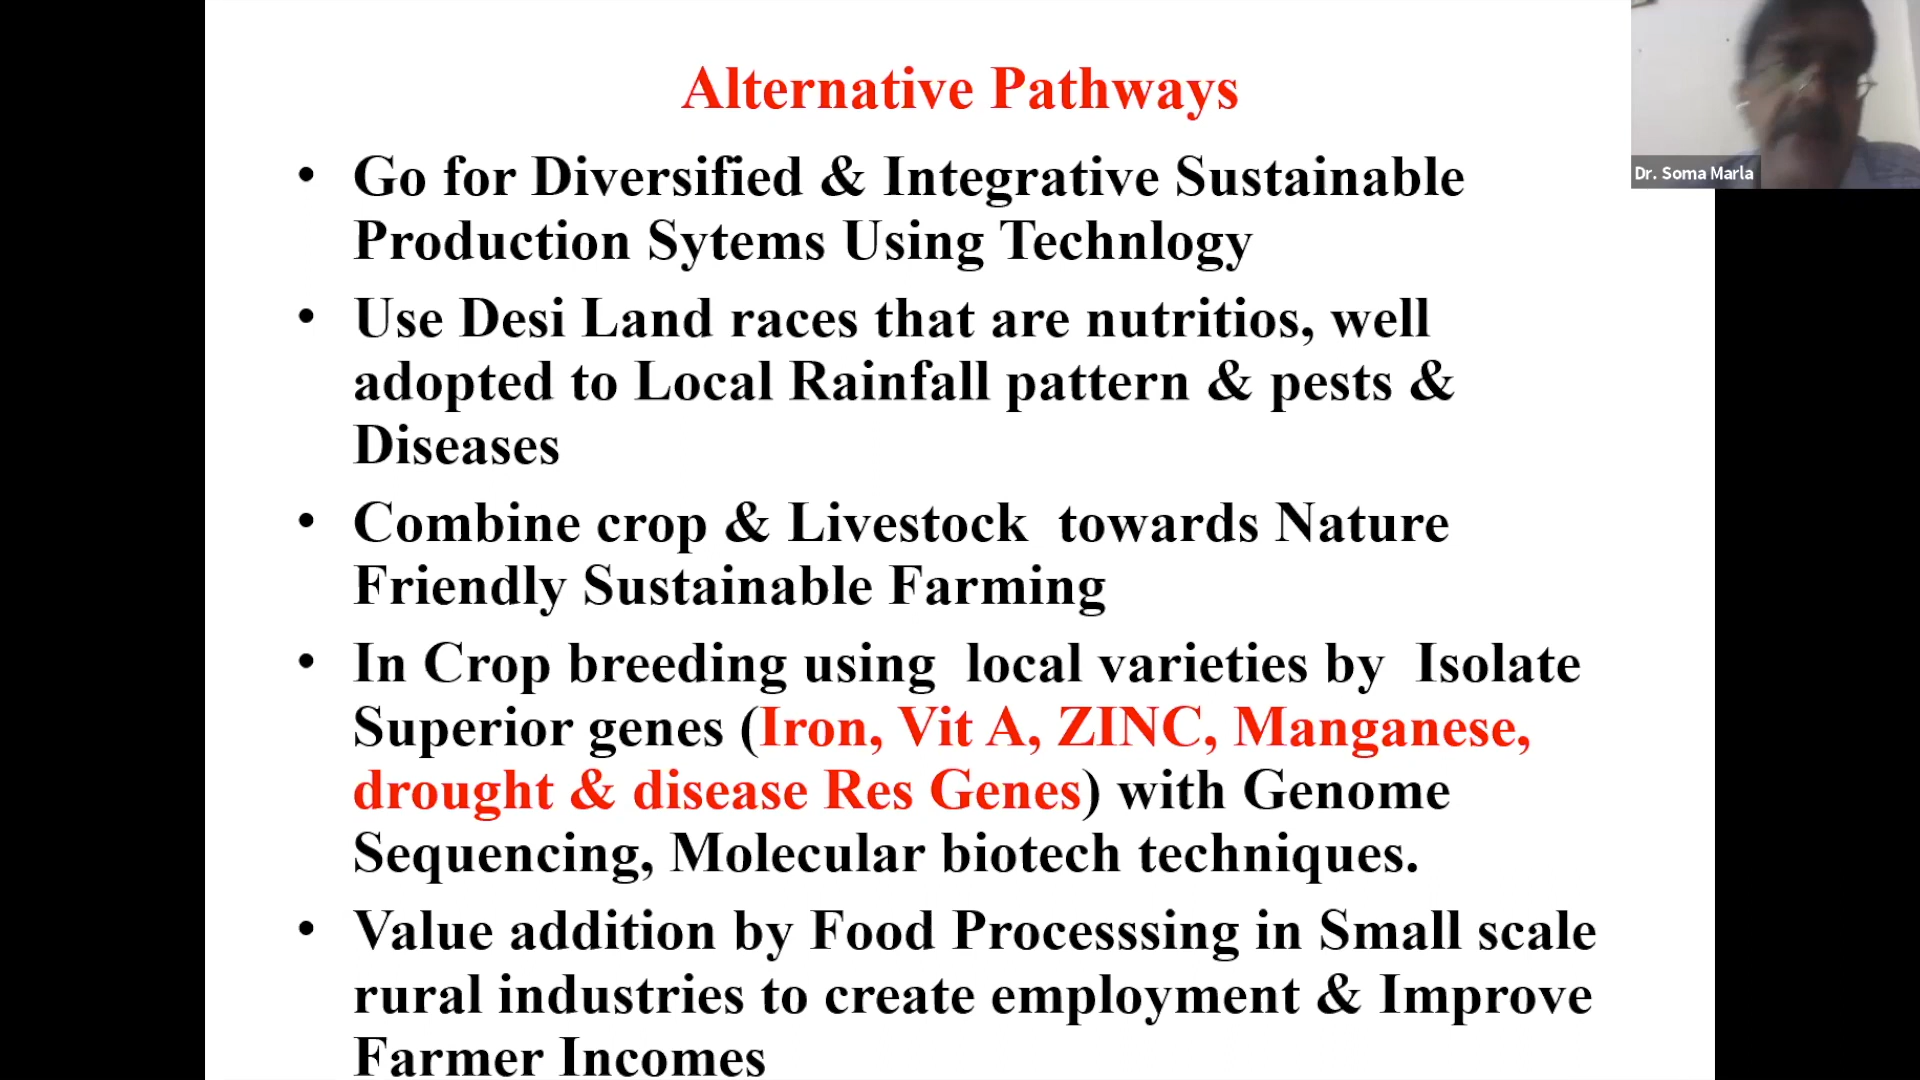 Alternative Pathways
• Go for Diversified & Integrative Sustainable
Production Sytems Using Technlogy
• Use Desi Land races that are nutritios, well
adopted to Local Rainfall pattern & pests &
Diseases
• Combine crop & Livestock towards Nature
Friendly Sustainable Farming
• In Crop breeding using local varieties by Isolate
Superior genes (Iron, Vit A, ZINC, Manganese,
drought & disease Res Genes) with Genome
Sequencing, Molecular biotech techniques.
• Value addition by Food Processsing in Small scale
rural industries to create employment & Improve
Farmer Incomes
Dr. Soma Marla